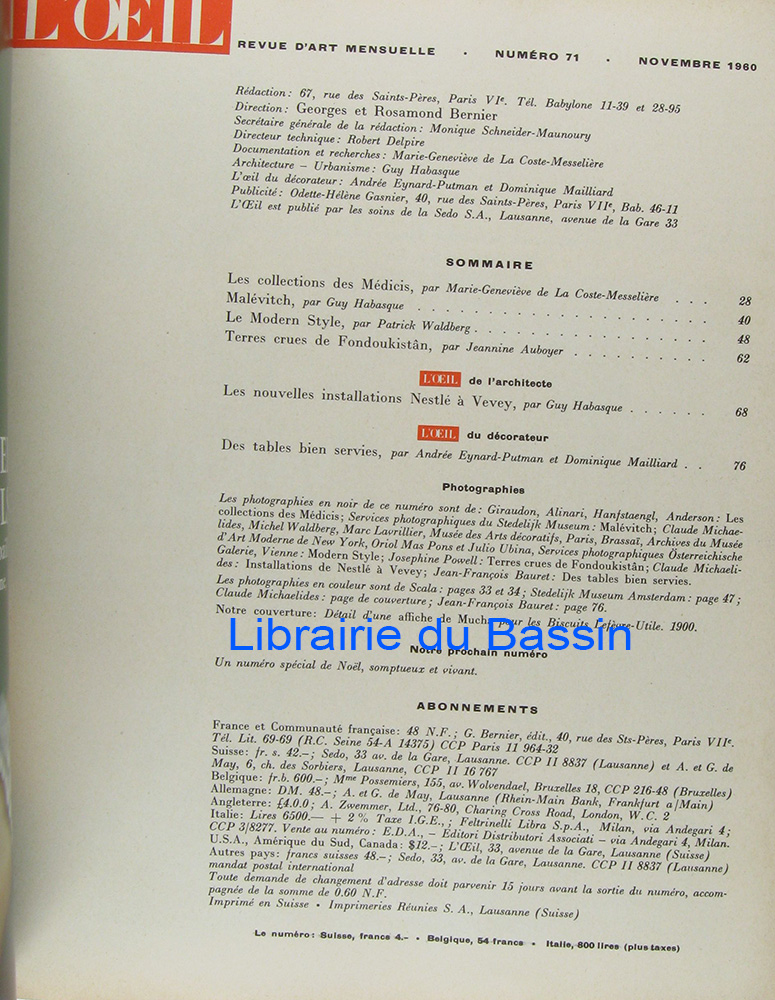 L'ŒIL
REVUE D'ART MENSUELLE · NUMÉRO 71 · NOVEMBRE 1960
Rédaction: 67, rue des Saints-Pères, Paris VIe. Tél. Babylone 11-39 et 28-95
Direction: Georges et Rosamond Bernier
Secrétaire générale de la rédaction: Monique Schneider-Maunoury
Directeur technique: Robert Delpire
Documentation et recherches: Marie-Geneviève de La Coste-Messelière
Architecture – Urbanisme: Guy Habasque
L'œil du décorateur: Andrée Eynard-Putman et Dominique Mailliard
Publicité: Odette-Hélène Gasnier, 40, rue des Saints-Pères, Paris VIIe, Bab. 46-11
L'Œil est publié par les soins de la Sedo S.A., Lausanne, avenue de la Gare 33
SOMMAIRE
Les collections des Médicis, par Marie-Geneviève de La Coste-Messelière . . . 28
Malévitch, par Guy Habasque . . . . . . . . . . . . . . . . . . . 40
Le Modern Style, par Patrick Waldberg . . . . . . . . . . . . . . . 48
Terres crues de Fondoukistân, par Jeannine Auboyer . . . . . . . . . . 62
L'ŒIL de l'architecte
Les nouvelles installations Nestlé à Vevey, par Guy Habasque . . . . . . 68
L'ŒIL du décorateur
Des tables bien servies, par Andrée Eynard-Putman et Dominique Mailliard . . 76
Photographies
Les photographies en noir de ce numéro sont de: Giraudon, Alinari, Hanfstaengl, Anderson: Les
collections des Médicis; Services photographiques du Stedelijk Museum: Malévitch; Claude Michae-
lides, Michel Waldberg, Marc Lavrillier, Musée des Arts décoratifs, Paris, Brassaï, Archives du Musée
d'Art Moderne de New York, Oriol Mas Pons et Julio Ubina, Services photographiques Österreichische
Galerie, Vienne: Modern Style; Josephine Powell: Terres crues de Fondoukistân; Claude Michaeli-
des: Installations de Nestlé à Vevey; Jean-François Bauret: Des tables bien servies.
Les photographies en couleur sont de Scala: pages 33 et 34; Stedelijk Museum Amsterdam: page 47;
Claude Michaelides: page de couverture; Jean-François Bauret: page 76.
Notre couverture: Détail d'une affiche de Mucha pour les Biscuits Lefèvre-Utile. 1900.
Librairie du Bassin
Notre prochain numéro
Un numéro spécial de Noël, somptueux et vivant.
ABONNEMENTS
France et Communauté française: 48 N.F.; G. Bernier, édit., 40, rue des Sts-Pères, Paris VIIe.
Tél. Lit. 69-69 (R.C. Seine 54-A 14375) CCP Paris 11 964-32
Suisse: fr. s. 42.–; Sedo, 33 av. de la Gare, Lausanne. CCP II 8837 (Lausanne) et A. et G. de
May, 6, ch. des Sorbiers, Lausanne, CCP II 16 767
Belgique: fr.b. 600.–; Mme Possemiers, 155, av. Wolvendael, Bruxelles 18, CCP 216-48 (Bruxelles)
Allemagne: DM. 48.–; A. et G. de May, Lausanne (Rhein-Main Bank, Frankfurt a/Main)
Angleterre: £4.0.0; A. Zwemmer, Ltd., 76-80, Charing Cross Road, London, W. C. 2
Italie: Lires 6500.— + 2% Taxe I.G.E.,; Feltrinelli Libra S.p.A., Milan, via Andegari 4;
CCP 3/8277. Vente au numéro: E.D.A., – Editori Distributori Associati – via Andegari 4, Milan.
U.S.A., Amérique du Sud, Canada: $12.–; L'Œil, 33, avenue de la Gare, Lausanne (Suisse)
Autres pays: francs suisses 48.–; Sedo, 33, av. de la Gare, Lausanne. CCP II 8837 (Lausanne)
mandat postal international
Toute demande de changement d'adresse doit parvenir 15 jours avant la sortie du numéro, accom-
pagnée de la somme de 0.60 N.F.
Imprimé en Suisse • Imprimeries Réunies S. A., Lausanne (Suisse)
Le numéro: Suisse, francs 4.– • Belgique, 54 francs • Italie, 800 lires (plus taxes)